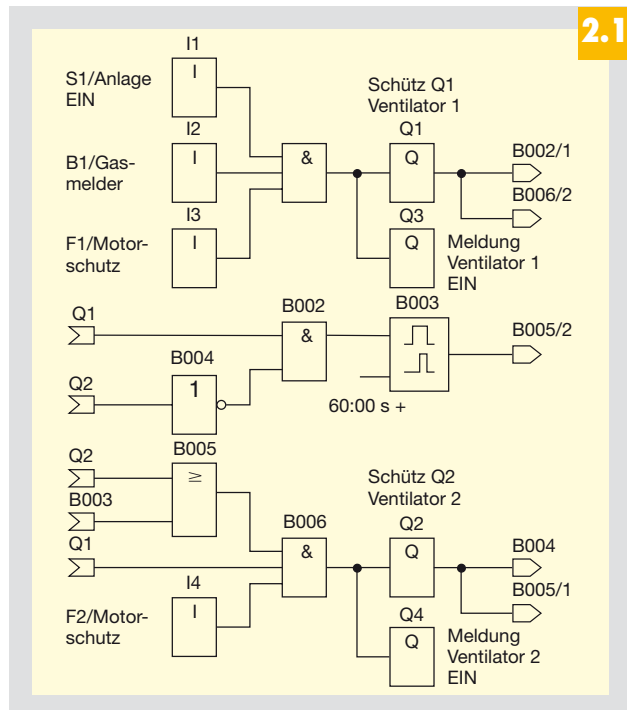 2.1
I1
S1/Anlage
EIN
I
Schütz Q1
Ventilator 1
I2
Q1
B1/Gas-
melder
I
&
Q
B002/1
B006/2
I3
Q3
F1/Motor-
schutz
I
Q
Meldung
Ventilator 1
EIN
Q1
B002
B003
&
B005/2
B004
Q2
1
60:00 s +
Q2
B005
≥
Schütz Q2
Ventilator 2
B003
B006
Q2
Q1
&
Q
B004
B005/1
I4
F2/Motor-
schutz
I
Q4
Q
Meldung
Ventilator 2
EIN